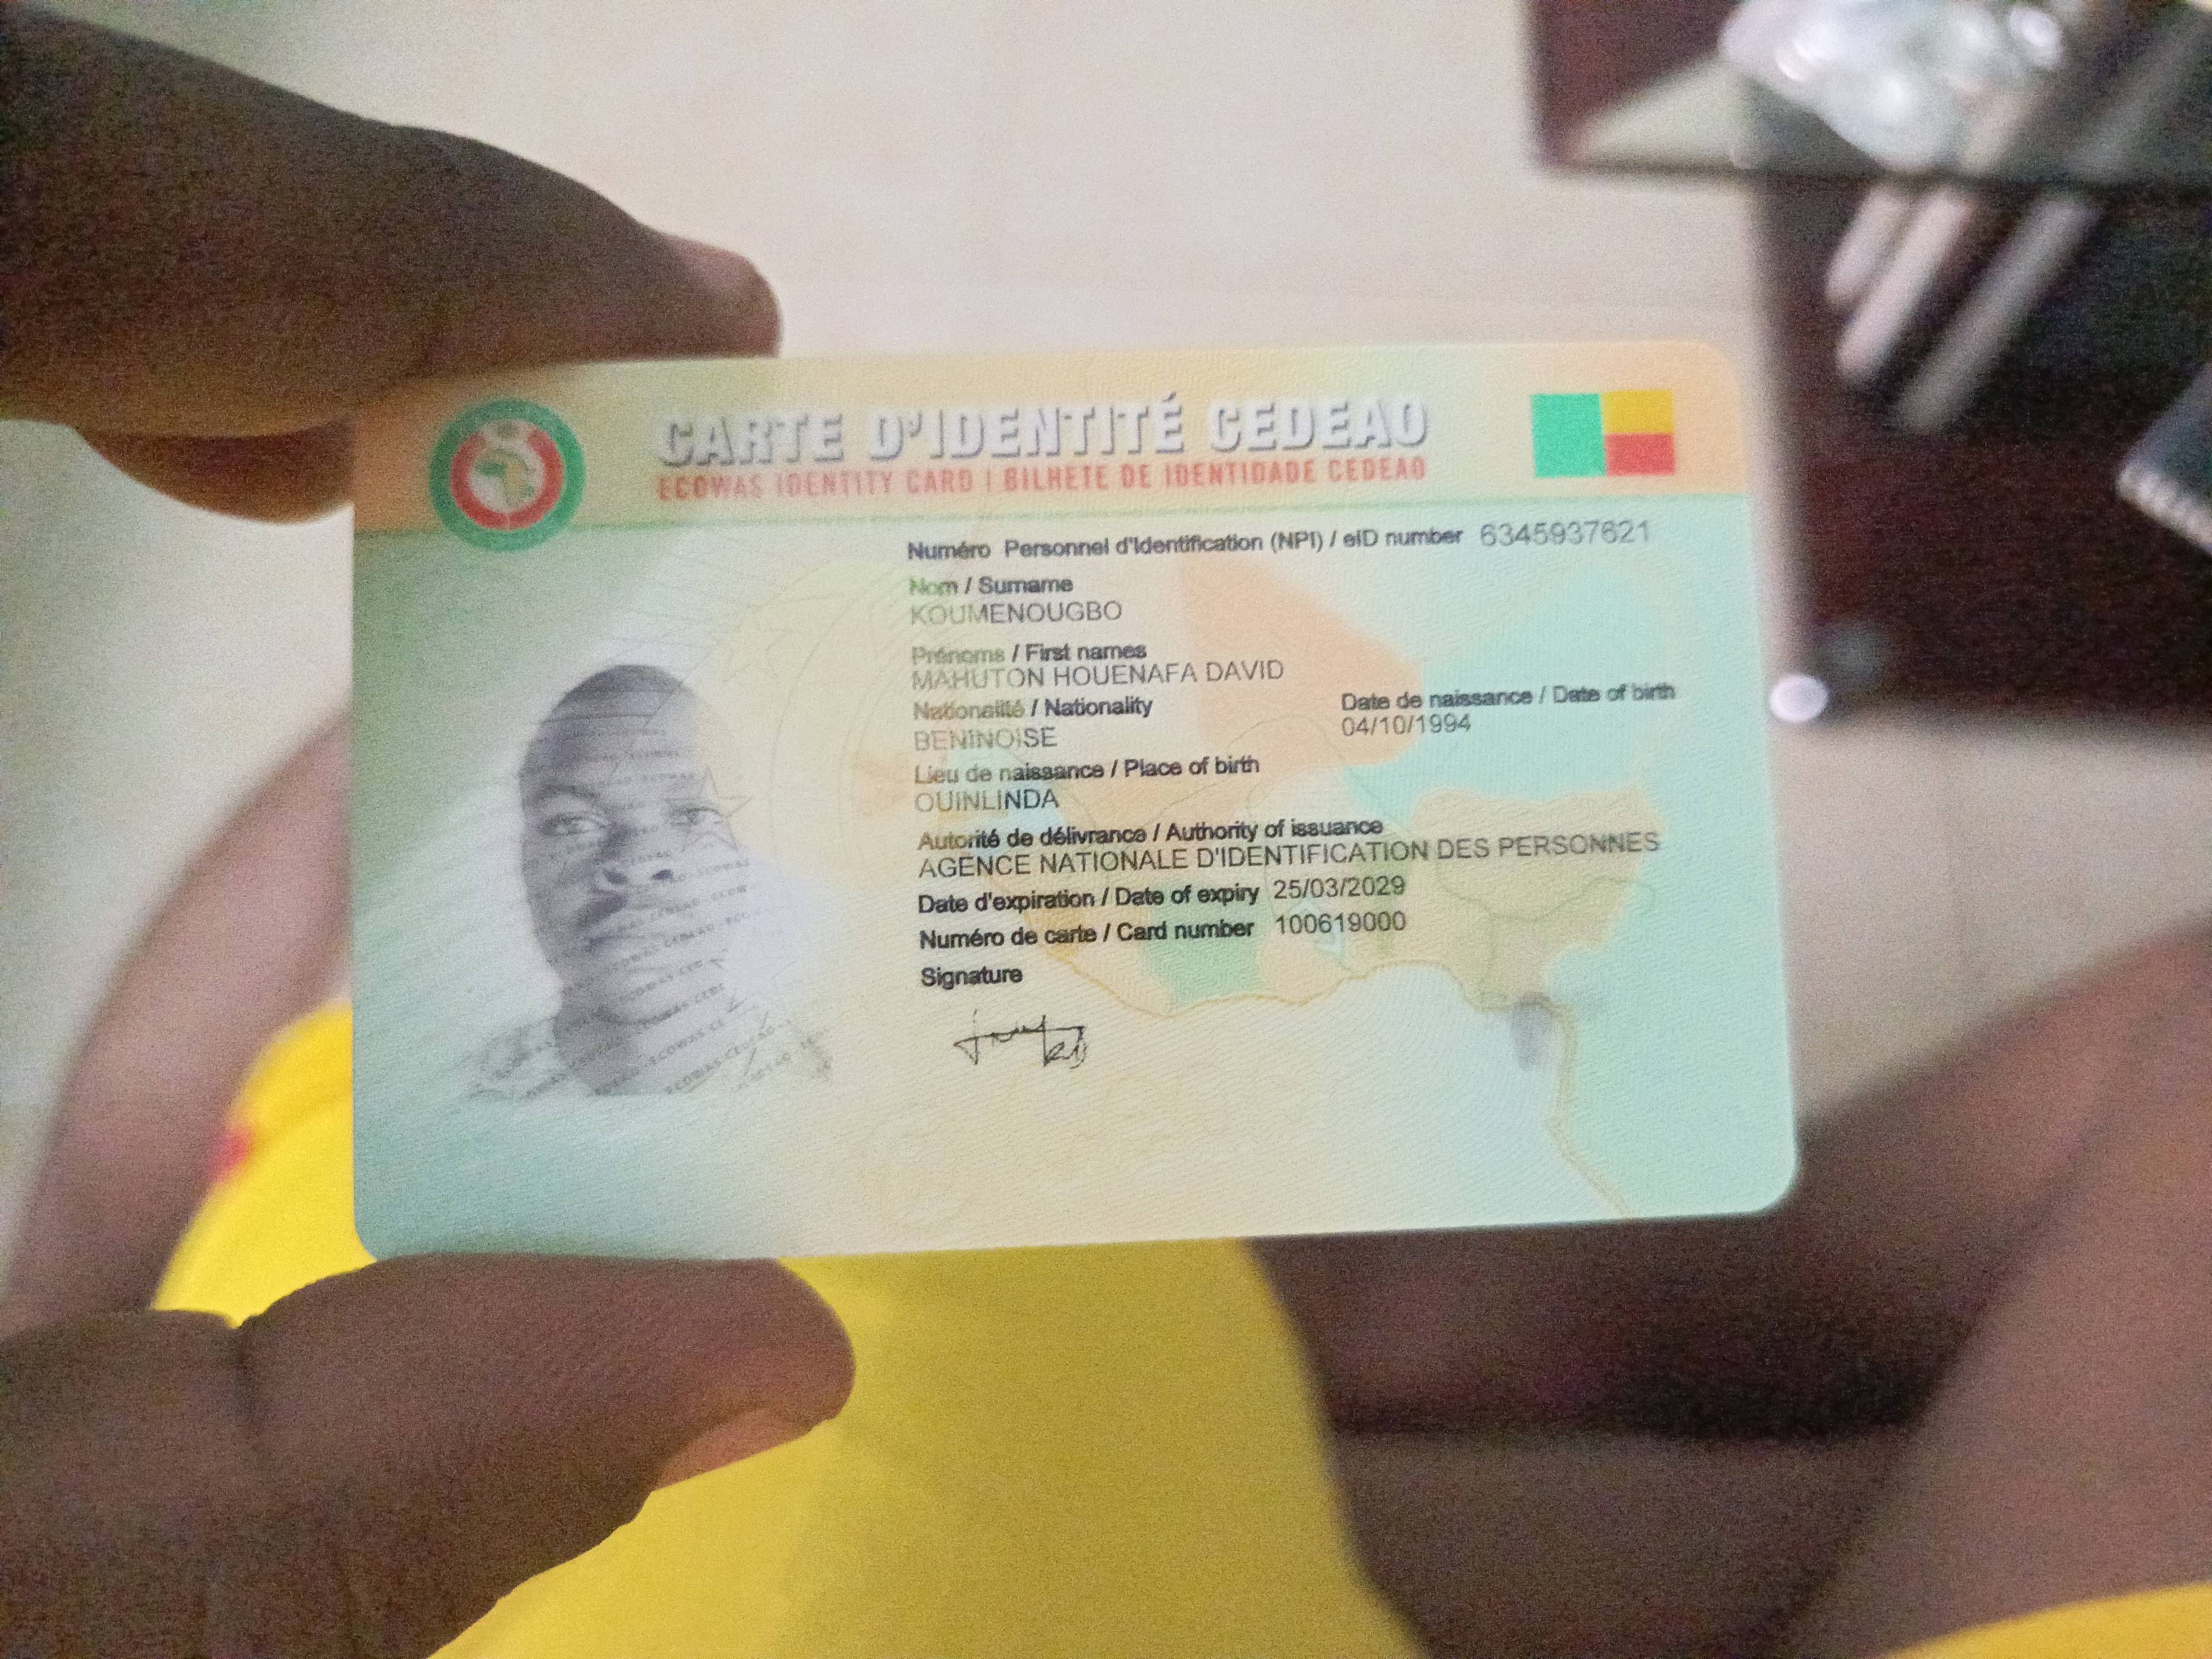 CARTE D'IDENTITÉ CEDEAO
ECOWAS IDENTITY CARD | BILHETE DE IDENTIDADE CEDEAO
Numéro Personnel d'Identification (NPI) / eID number 6345937621
Nom / Surname
KOUMENOUGBO
Prénoms / First names
MAHUTON HOUENAFA DAVID
Nationalité / Nationality
BENINOISE
Date de naissance / Date of birth
04/10/1994
Lieu de naissance / Place of birth
OUINLINDA
Autorité de délivrance / Authority of issuance
AGENCE NATIONALE D'IDENTIFICATION DES PERSONNES
Date d'expiration / Date of expiry 25/03/2029
Numéro de carte / Card number 100619000
Signature